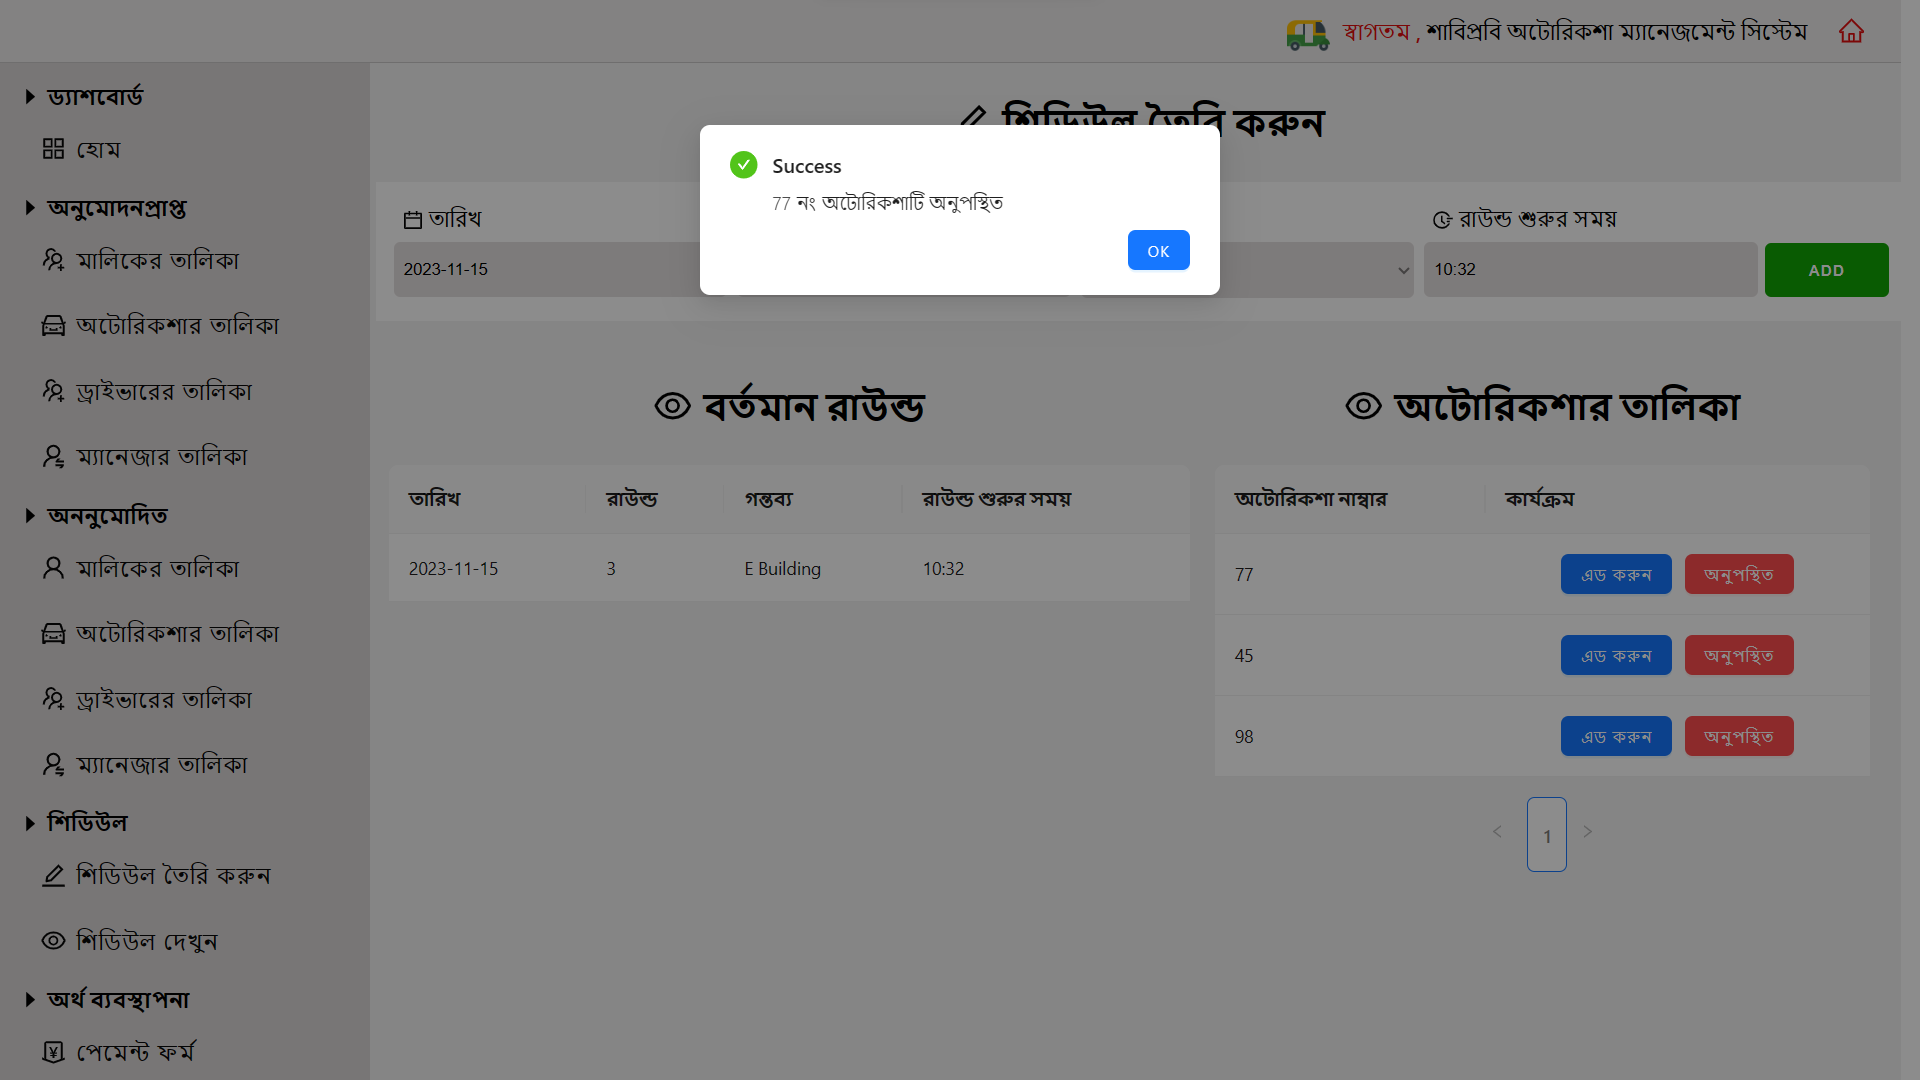 স্বাগতম , শাবিপ্রবি অটোরিকশা ম্যানেজমেন্ট সিস্টেম
ড্যাশবোর্ড
হোম
অনুমোদনপ্রাপ্ত
মালিকের তালিকা
অটোরিকশার তালিকা
ড্রাইভারের তালিকা
ম্যানেজার তালিকা
অননুমোদিত
মালিকের তালিকা
অটোরিকশার তালিকা
ড্রাইভারের তালিকা
ম্যানেজার তালিকা
শিডিউল
শিডিউল তৈরি করুন
শিডিউল দেখুন
অর্থ ব্যবস্থাপনা
পেমেন্ট ফর্ম
শিডিউল তৈরি করুন
Success
77 নং অটোরিকশাটি অনুপস্থিত
OK
তারিখ
রাউন্ড শুরুর সময়
2023-11-15
10:32
ADD
বর্তমান রাউন্ড
তারিখ রাউন্ড গন্তব্য রাউন্ড শুরুর সময়
2023-11-15 3 E Building 10:32
অটোরিকশার তালিকা
অটোরিকশা নাম্বার কার্যক্রম
77 এড করুন অনুপস্থিত
45 এড করুন অনুপস্থিত
98 এড করুন অনুপস্থিত
1